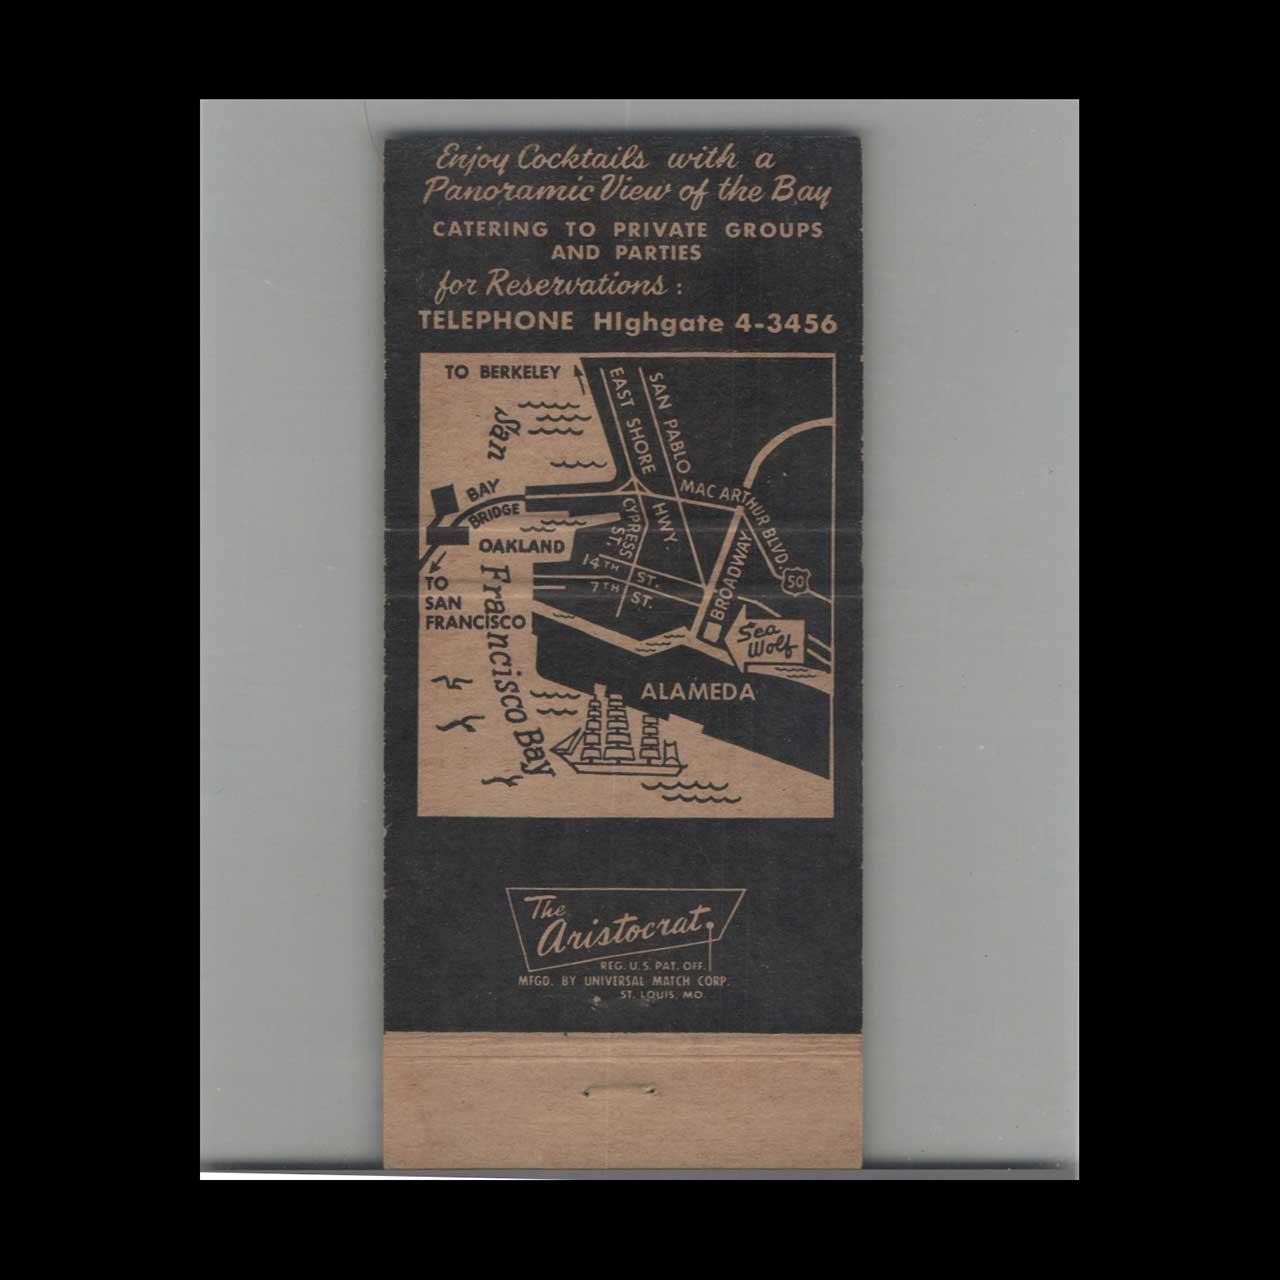 Enjoy Cocktails with a
Panoramic View of the Bay
CATERING TO PRIVATE GROUPS
AND PARTIES
for Reservations:
TELEPHONE HIghgate 4-3456
TO BERKELEY
EAST SHORE HWY.
SAN PABLO
San Francisco Bay
BAY
BRIDGE
MAC ARTHUR BLVD.
CYPRESS
ST.
OAKLAND
BROADWAY
14TH ST.
7TH ST.
50
TO
SAN
FRANCISCO
Sea
Wolf
ALAMEDA
The
Aristocrat
REG. U.S. PAT. OFF.
MFGD. BY UNIVERSAL MATCH CORP.
ST. LOUIS, MO.